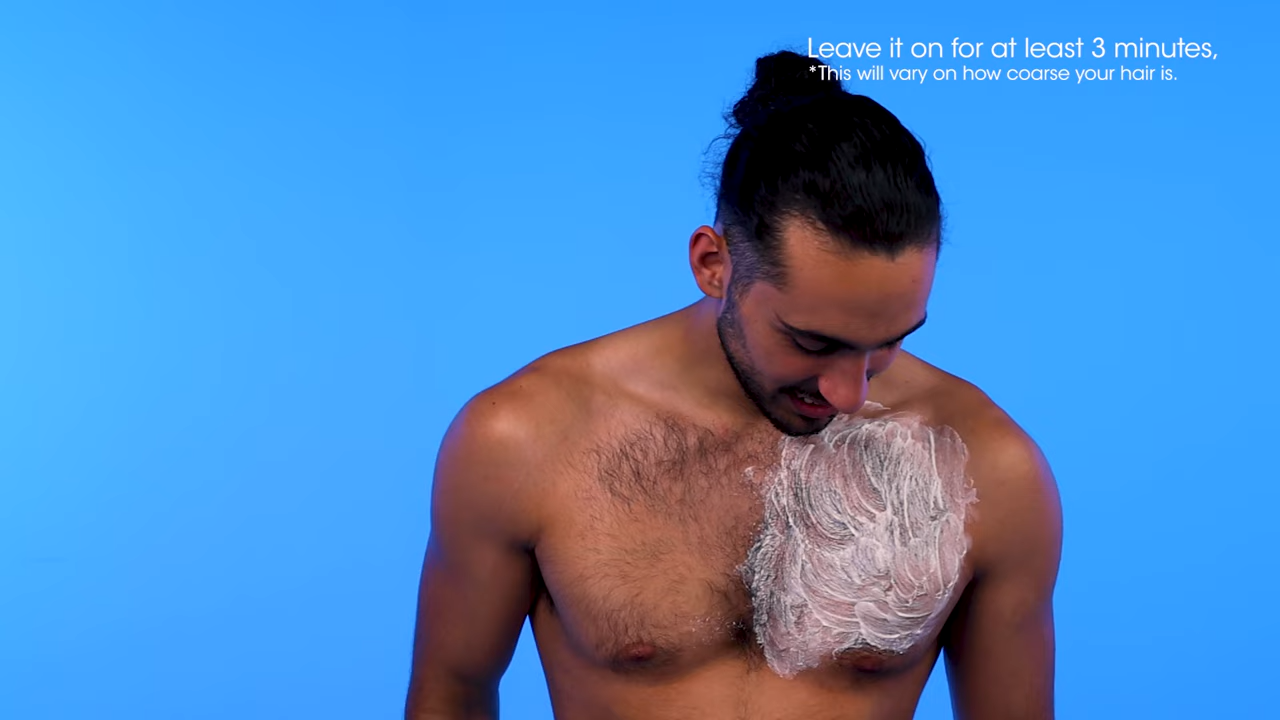 Leave it on for at least 3 minutes,
*This will vary on how coarse your hair is.